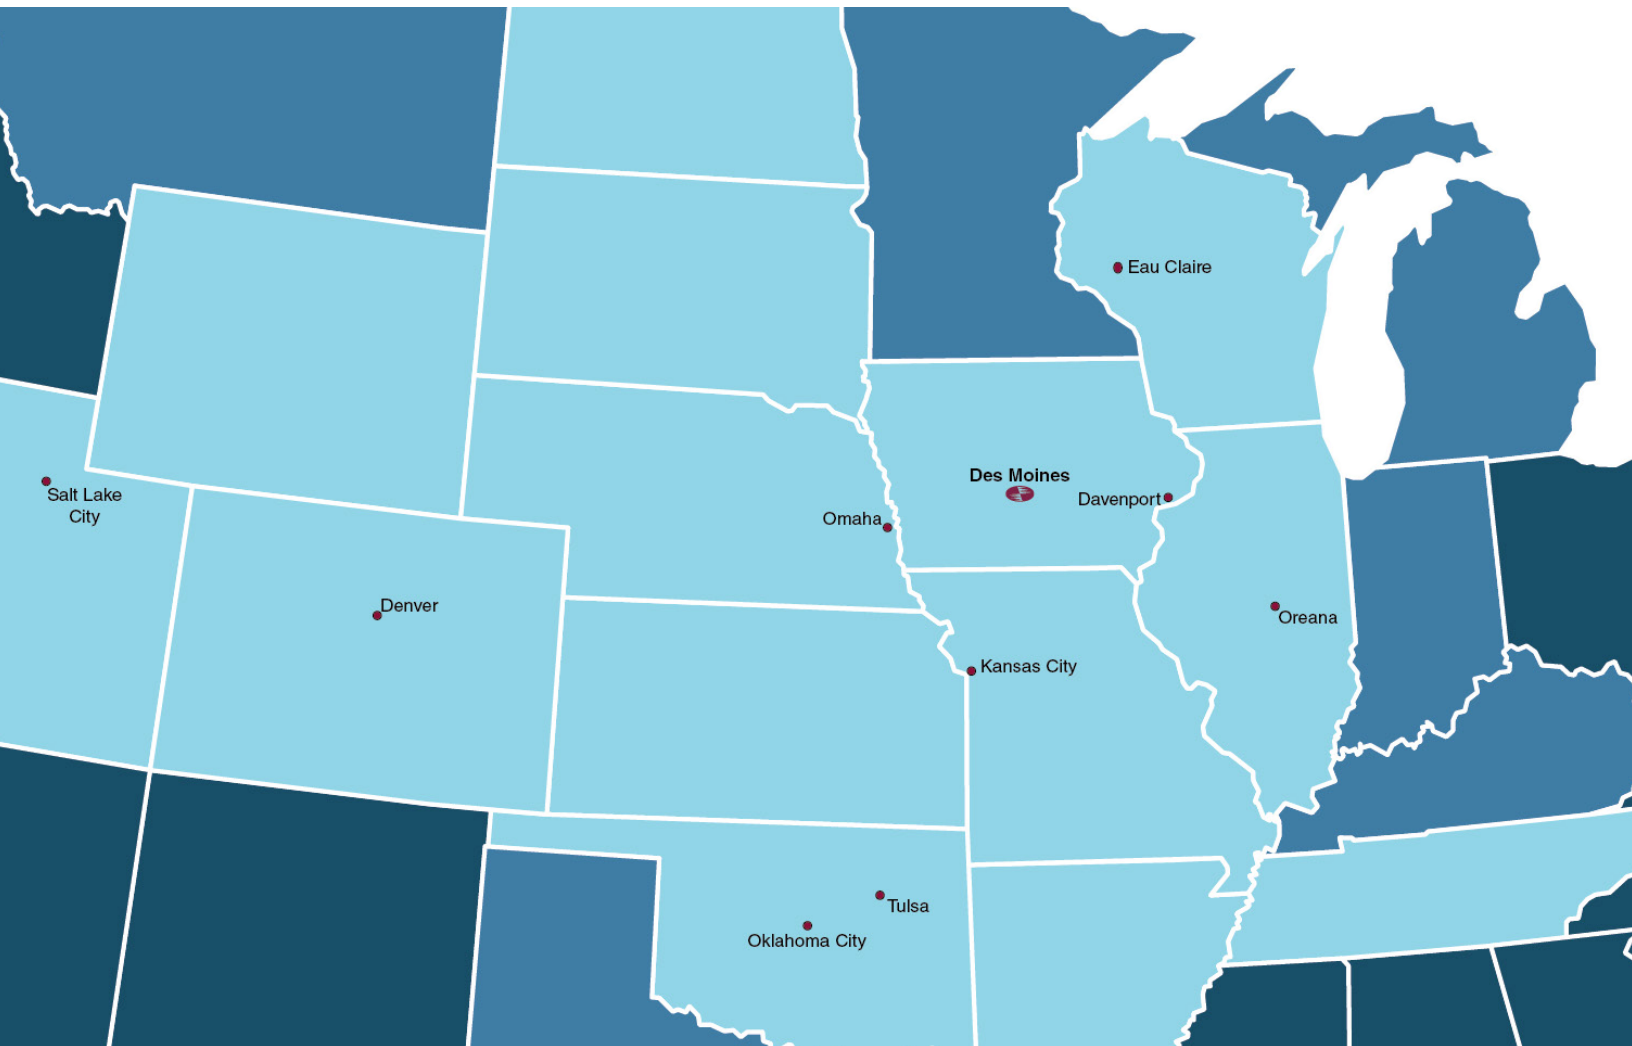 Eau Claire
Des Moines
Salt Lake
City
Davenport
Omaha
Denver
Oreana
Kansas City
Tulsa
Oklahoma City